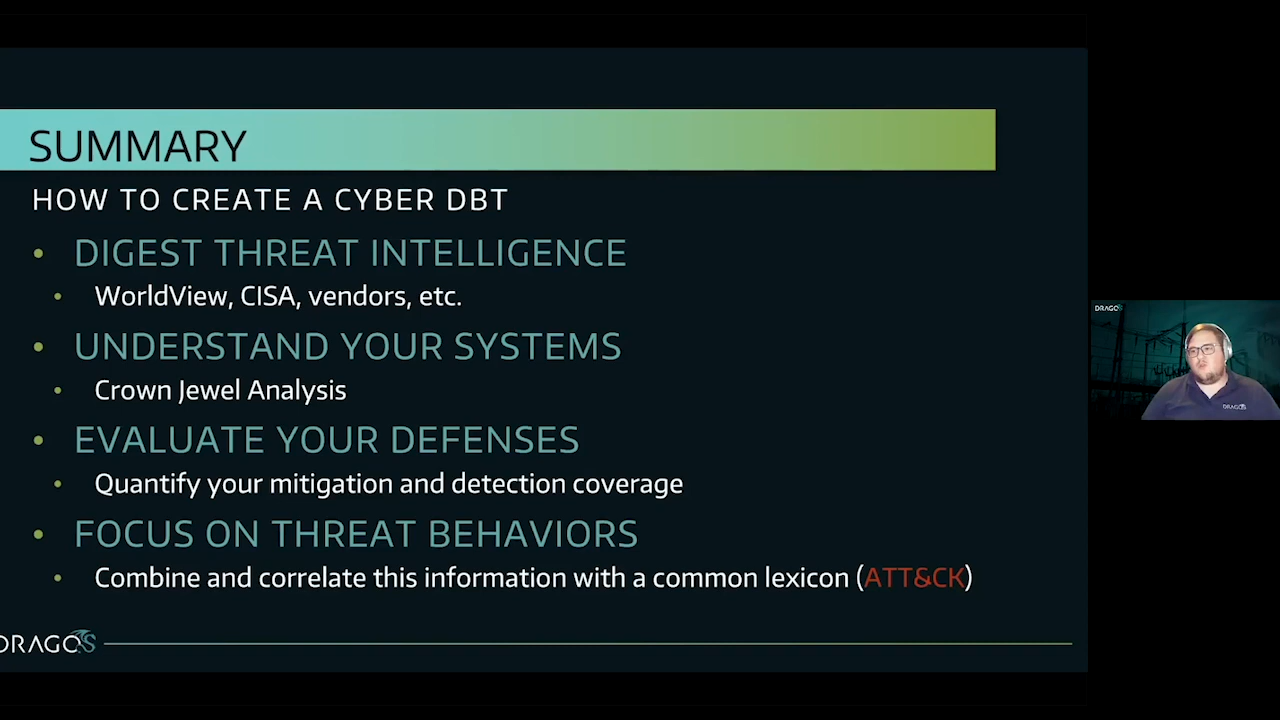 SUMMARY
HOW TO CREATE A CYBER DBT
• DIGEST THREAT INTELLIGENCE
• WorldView, CISA, vendors, etc.
• UNDERSTAND YOUR SYSTEMS
• Crown Jewel Analysis
• EVALUATE YOUR DEFENSES
• Quantify your mitigation and detection coverage
• FOCUS ON THREAT BEHAVIORS
• Combine and correlate this information with a common lexicon (ATT&CK)
DRAGOS
DRAGOS
DRAGOS